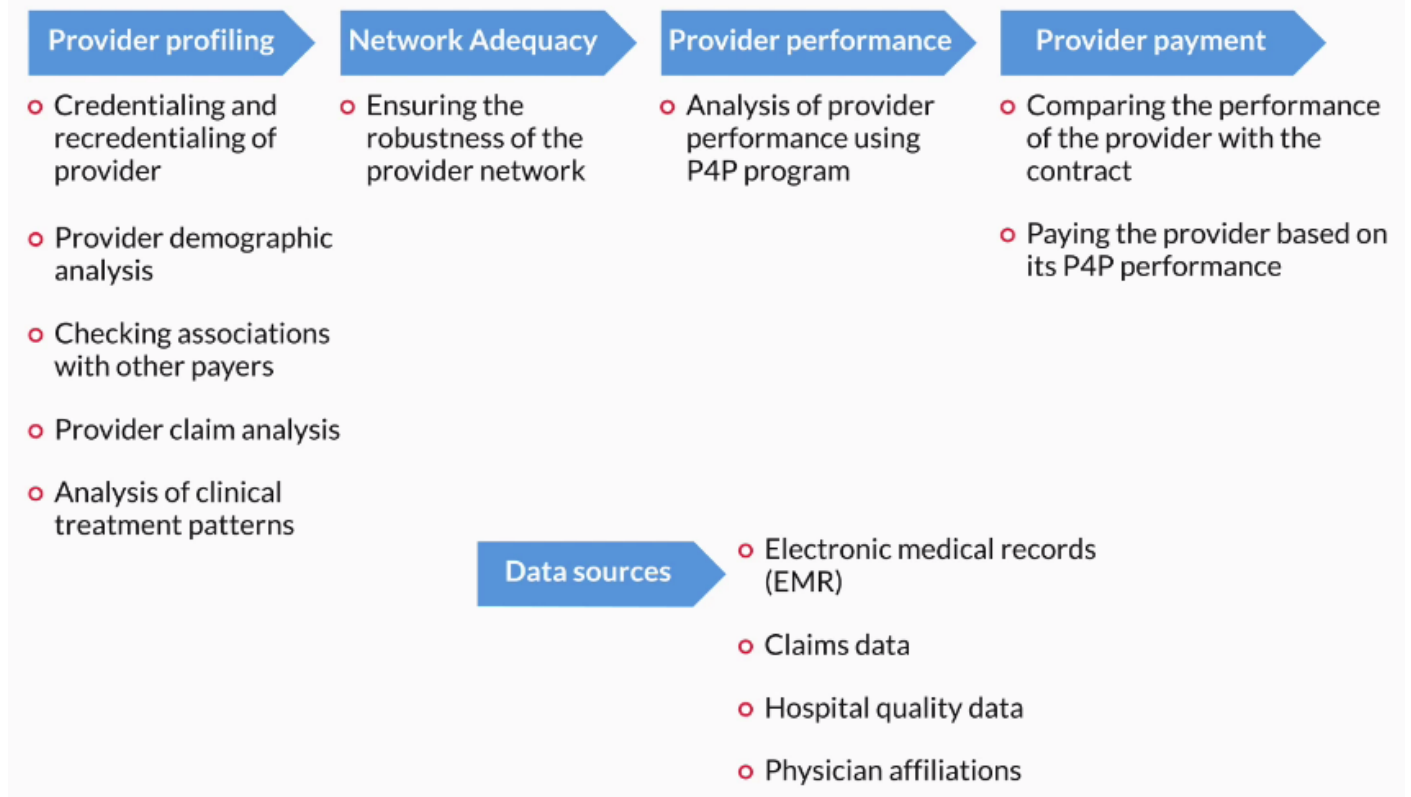 Provider profiling
Credentialing and
recredentialing of
provider
Provider demographic
analysis
Checking associations
with other payers
Provider claim analysis
Analysis of clinical
treatment patterns
Network Adequacy
Ensuring the
robustness of the
provider network
Provider performance
Analysis of provider
performance using
P4P program
Provider payment
Comparing the performance
of the provider with the
contract
Paying the provider based on
its P4P performance
Data sources
Electronic medical records
(EMR)
Claims data
Hospital quality data
Physician affiliations